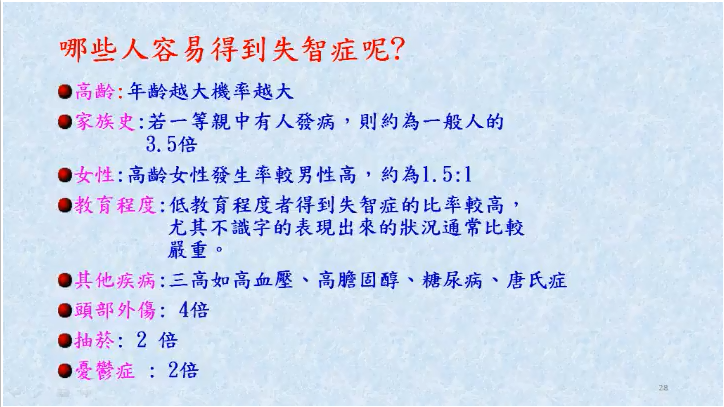 哪些人容易得到失智症呢?
高齡:年齡越大機率越大
家族史:若一等親中有人發病，則約為一般人的
3.5倍
女性:高齡女性發生率較男性高，約為1.5:1
教育程度:低教育程度者得到失智症的比率較高，
尤其不識字的表現出來的狀況通常比較
嚴重。
其他疾病:三高如高血壓、高膽固醇、糖尿病、唐氏症
頭部外傷: 4倍
抽菸: 2 倍
憂鬱症 : 2倍
28